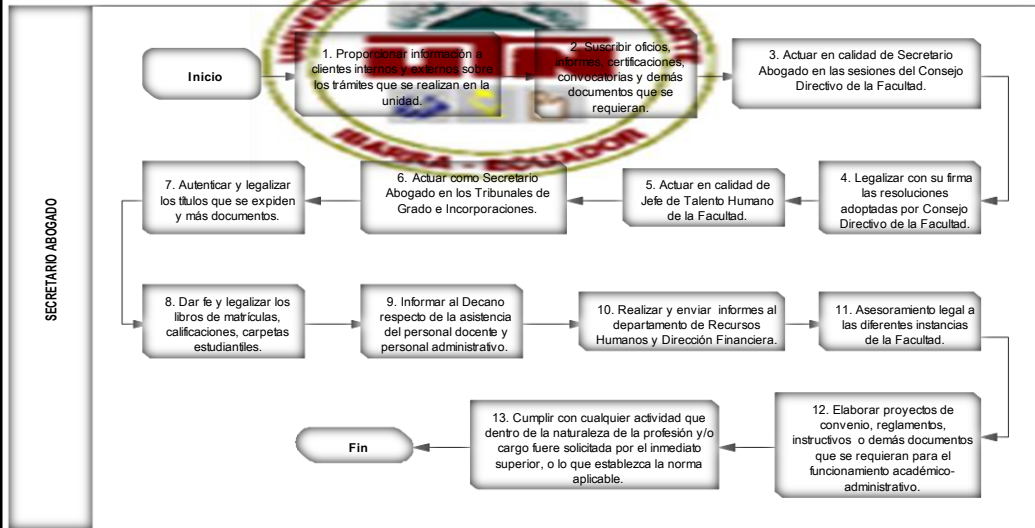 SECRETARIO ABOGADO
Inicio
1. Proporcionar información a
clientes internos y externos sobre
los trámites que se realizan en la
unidad.
2. Suscribir oficios,
informes, certificaciones,
convocatorias y demás
documentos que se
requieran.
3. Actuar en calidad de Secretario
Abogado en las sesiones del Consejo
Directivo de la Facultad.
4. Legalizar con su firma
las resoluciones
adoptadas por Consejo
Directivo de la Facultad.
5. Actuar en calidad de
Jefe de Talento Humano
de la Facultad.
6. Actuar como Secretario
Abogado en los Tribunales de
Grado e Incorporaciones.
7. Autenticar y legalizar
los títulos que se expiden
y más documentos.
8. Dar fe y legalizar los
libros de matrículas,
calificaciones, carpetas
estudiantiles.
9. Informar al Decano
respecto de la asistencia
del personal docente y
personal administrativo.
10. Realizar y enviar informes al
departamento de Recursos
Humanos y Dirección Financiera.
11. Asesoramiento legal a
las diferentes instancias
de la Facultad.
12. Elaborar proyectos de
convenio, reglamentos,
instructivos o demás documentos
que se requieran para el
funcionamiento académico-
administrativo.
13. Cumplir con cualquier actividad que
dentro de la naturaleza de la profesión y/o
cargo fuere solicitada por el inmediato
superior, o lo que establezca la norma
aplicable.
Fin
IBARRA - ECUADOR
NORTE